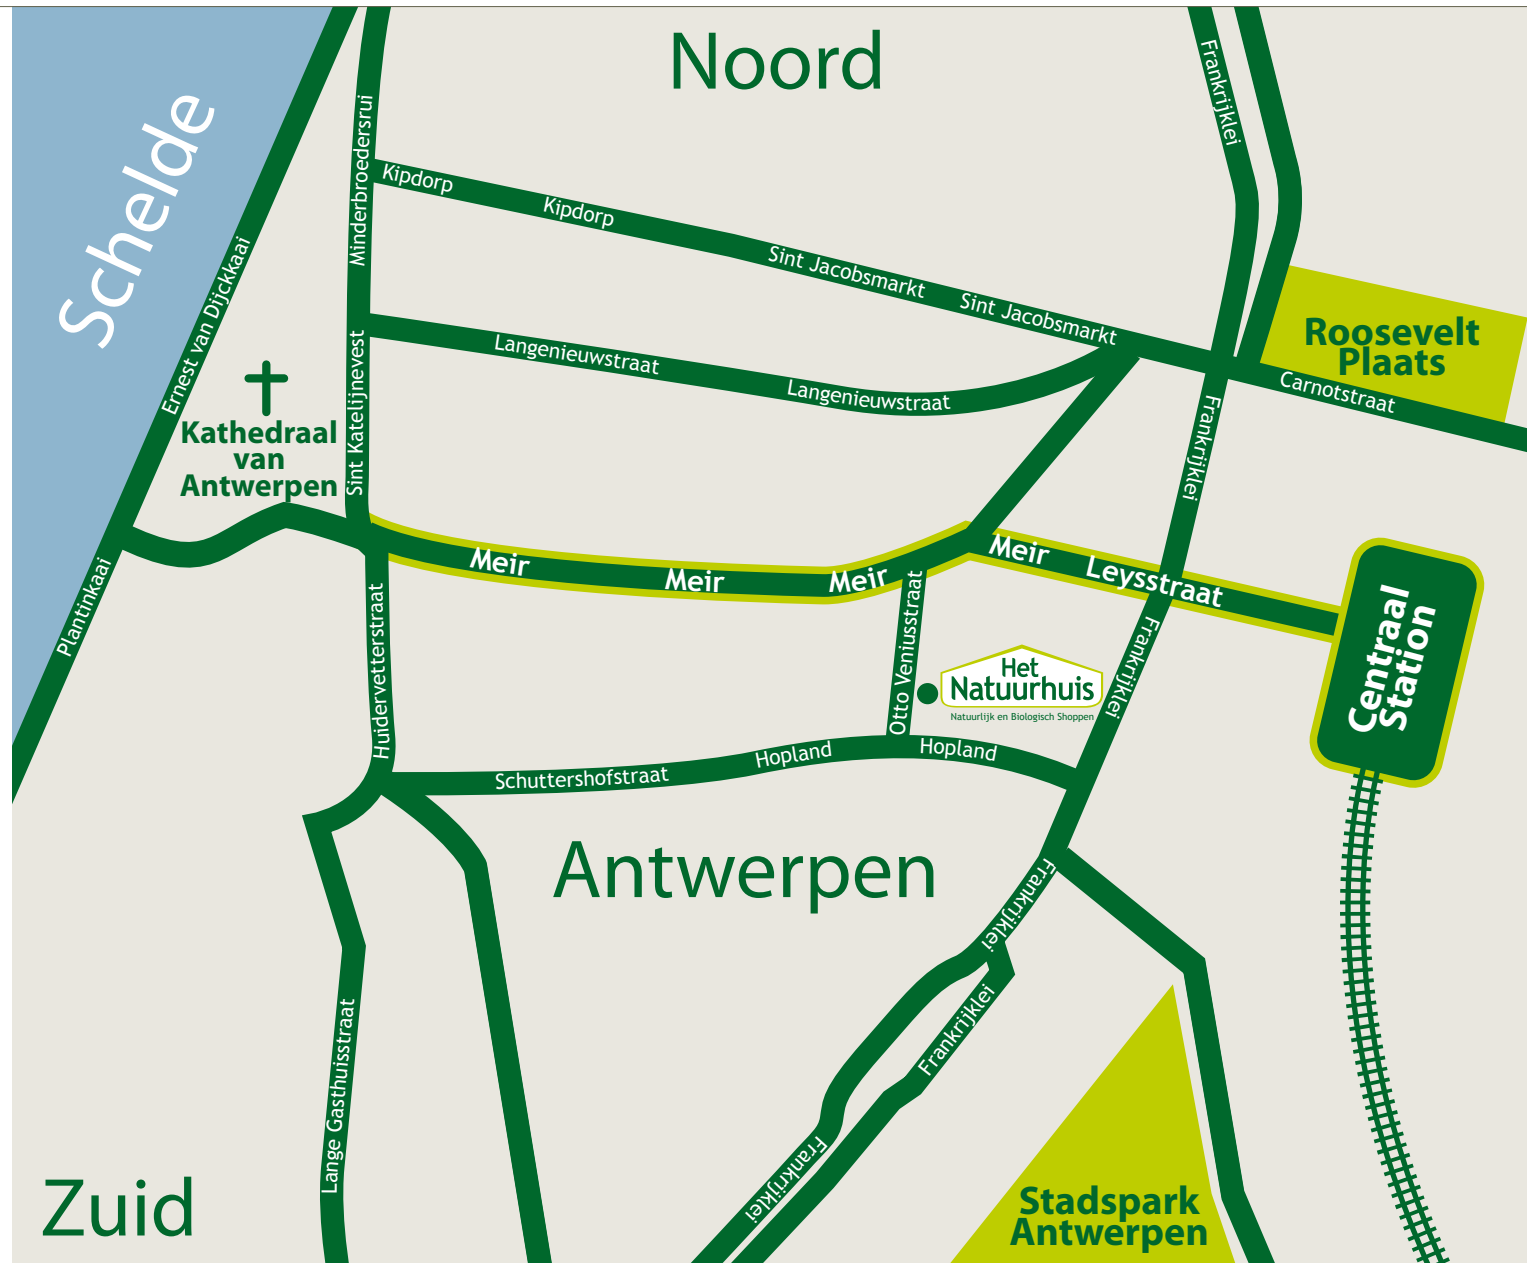 Noord
Schelde
Frankrijklei
Minderbroedersrui
Kipdorp
Kipdorp
Sint Jacobsmarkt
Sint Jacobsmarkt
Roosevelt
Plaats
Carnotstraat
Ernest van Dijckkaai
Langenieuwstraat
Langenieuwstraat
Kathedraal
van
Antwerpen
Sint Katelijnevest
Frankrijklei
Meir
Meir
Meir
Meir
Leysstraat
Centraal
Station
Plantinkaai
Huidervetterstraat
Otto Veniusstraat
Het
Natuurhuis
Natuurlijk en Biologisch Shoppen
Frankrijklei
Schuttershofstraat
Hopland
Hopland
Antwerpen
Frankrijklei
Frankrijklei
Lange Gasthuisstraat
Frankrijklei
Zuid
Stadspark
Antwerpen